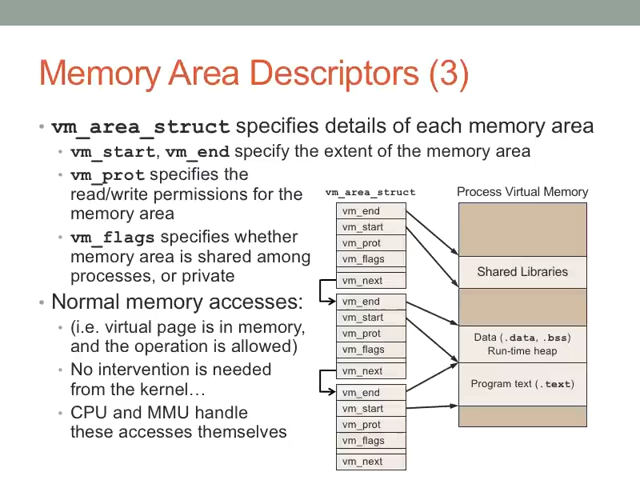 Memory Area Descriptors (3)
• vm_area_struct specifies details of each memory area
• vm_start, vm_end specify the extent of the memory area
• vm_prot specifies the
read/write permissions for the
memory area
• vm_flags specifies whether
memory area is shared among
processes, or private
• Normal memory accesses:
• (i.e. virtual page is in memory,
and the operation is allowed)
• No intervention is needed
from the kernel…
• CPU and MMU handle
these accesses themselves
vm_area_struct
vm_end
vm_start
vm_prot
vm_flags
vm_next
vm_end
vm_start
vm_prot
vm_flags
vm_next
vm_end
vm_start
vm_prot
vm_flags
vm_next
Process Virtual Memory
Shared Libraries
Data (.data, .bss)
Run-time heap
Program text (.text)